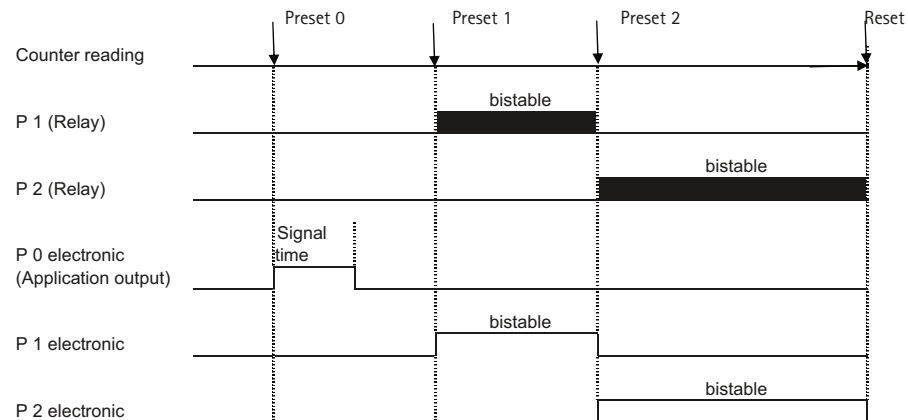 Preset 0 Preset 1 Preset 2 Reset
Counter reading
bistable
P 1 (Relay)
bistable
P 2 (Relay)
Signal
time
P 0 electronic
(Application output)
bistable
P 1 electronic
bistable
P 2 electronic